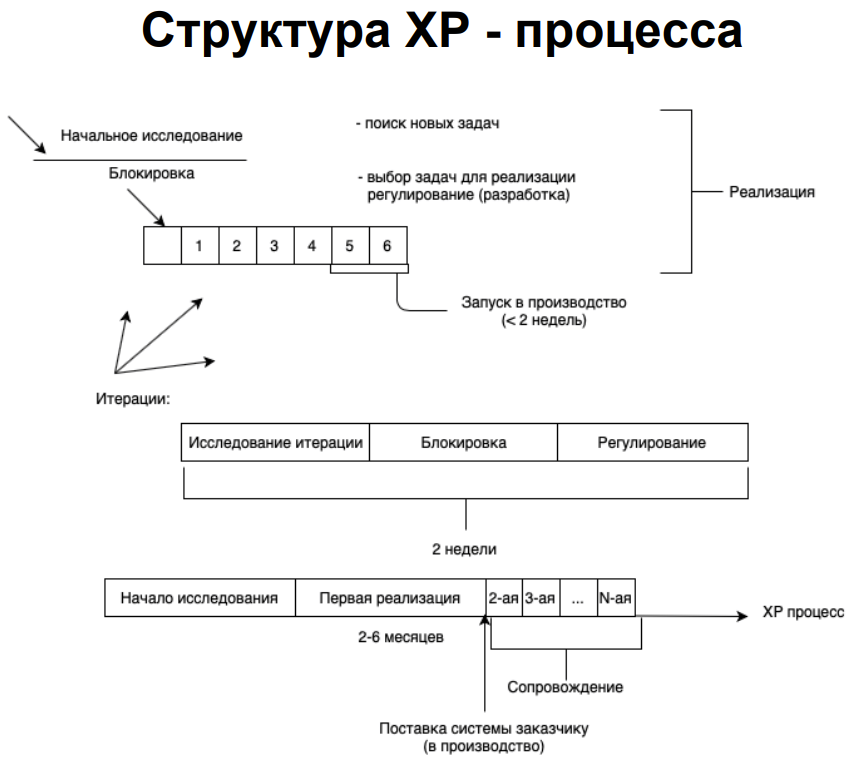 Структура XP - процесса
Начальное исследование
Блокировка
- поиск новых задач
- выбор задач для реализации
регулирование (разработка)
Реализация
1 2 3 4 5 6
Запуск в производство
(< 2 недель)
Итерации:
Исследование итерации Блокировка Регулирование
2 недели
Начало исследования Первая реализация 2-ая 3-ая ... N-ая
XP процесс
2-6 месяцев
Сопровождение
Поставка системы заказчику
(в производство)